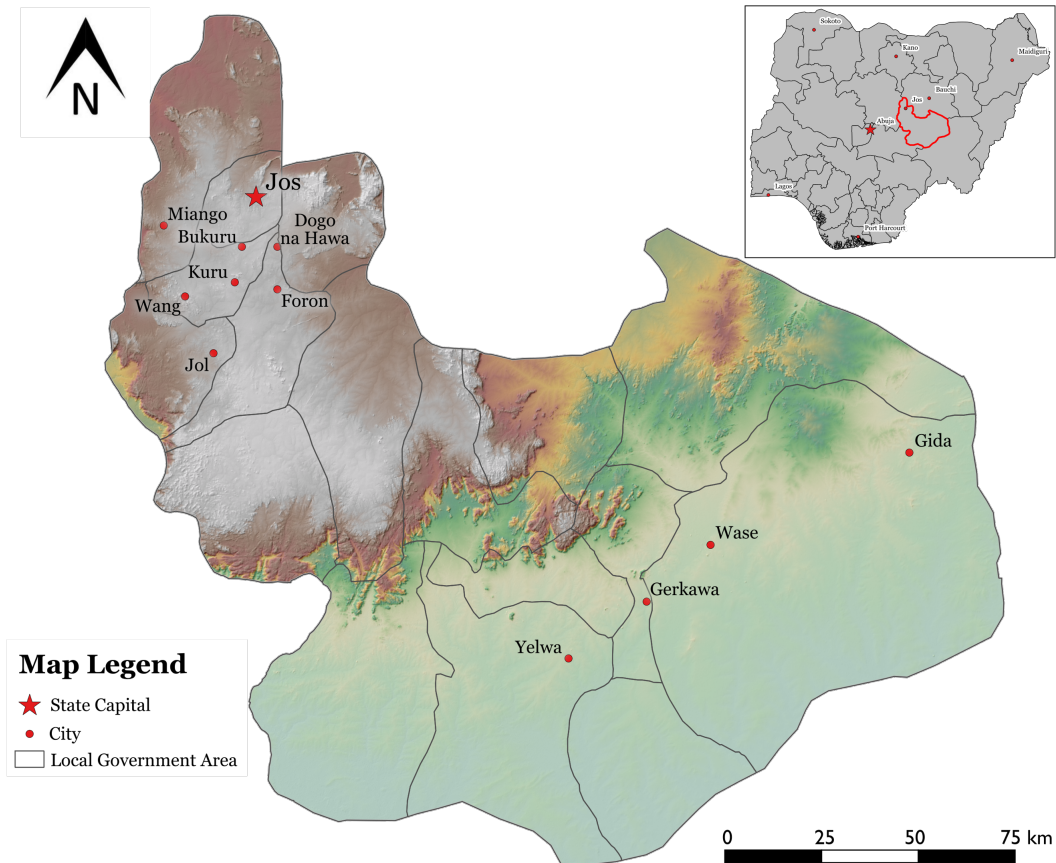 N
Jos
Miango
Bukuru
Dogo
na Hawa
Kuru
Wang
Foron
Jol
Gida
Wase
Gerkawa
Yelwa
Sokoto
Kano
Maidiguri
Bauchi
Jos
Abuja
Lagos
Port Harcourt
Map Legend
State Capital
City
Local Government Area
0 25 50 75 km